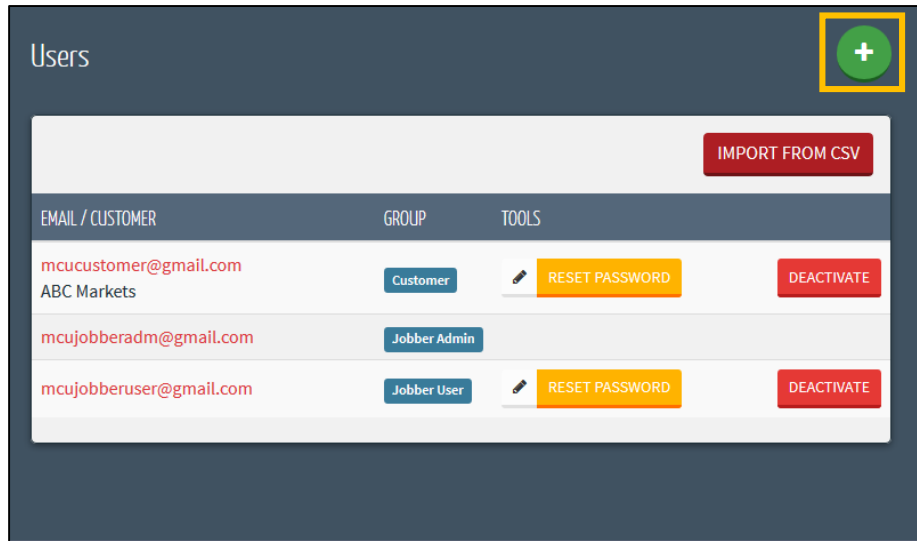 Users
IMPORT FROM CSV
EMAIL / CUSTOMER GROUP TOOLS
mcucustomer@gmail.com Customer RESET PASSWORD DEACTIVATE
ABC Markets
mcujobberadm@gmail.com Jobber Admin
mcujobberuser@gmail.com Jobber User RESET PASSWORD DEACTIVATE